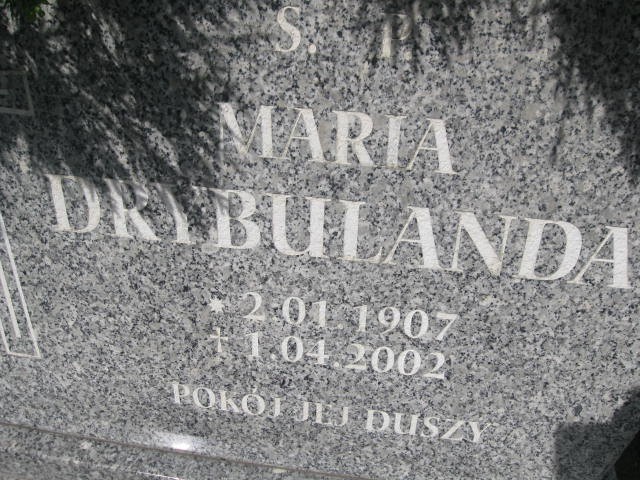 S. P.
MARIA
DRYBULANDA
* 2.01.1907
† 1.04.2002
POKÓJ JEJ DUSZY